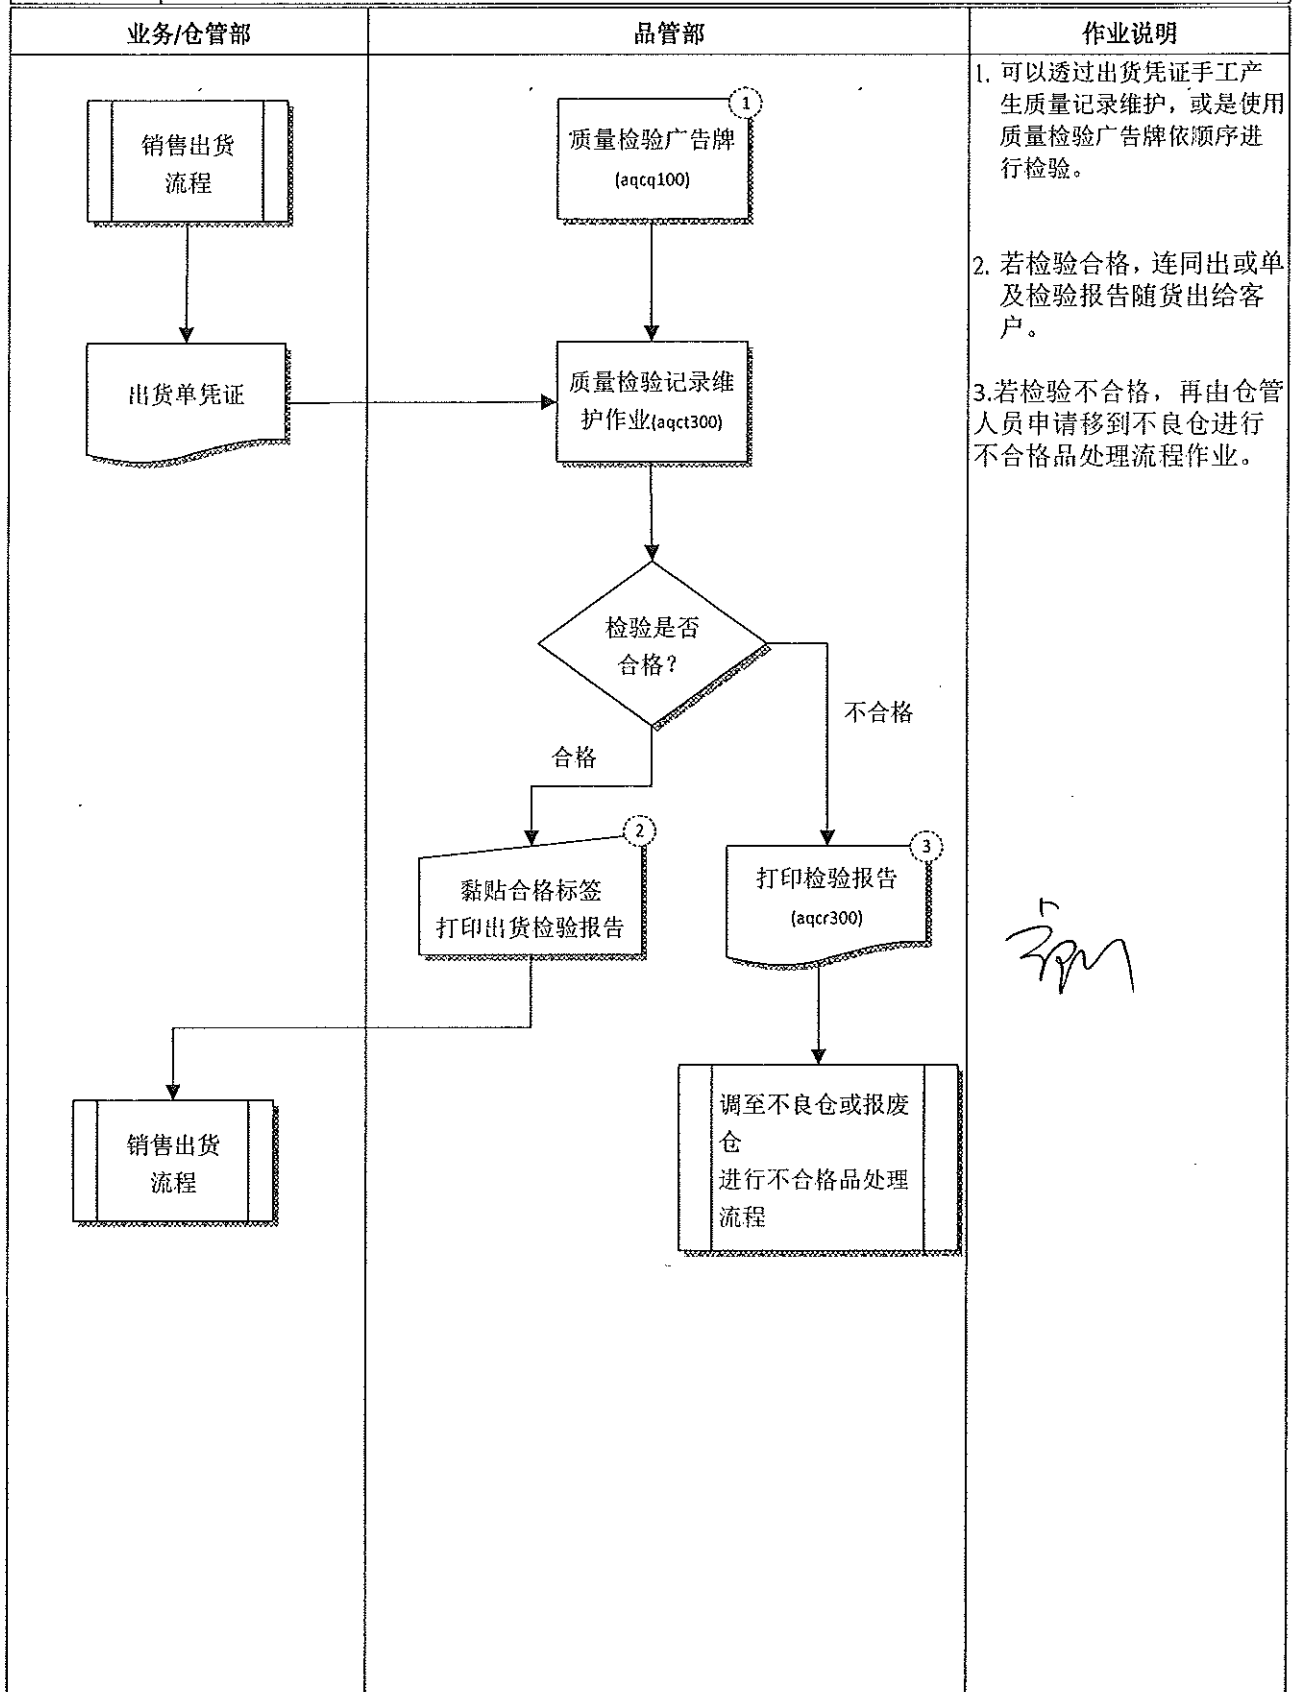 业务/仓管部
品管部
作业说明
销售出货
流程
出货单凭证
质量检验广告牌
(aqcq100)
1
质量检验记录维
护作业(aqct300)
检验是否
合格？
合格
不合格
2
黏贴合格标签
打印出货检验报告
3
打印检验报告
(aqcr300)
销售出货
流程
调至不良仓或报废
仓
进行不合格品处理
流程
1. 可以透过出货凭证手工产
生质量记录维护，或是使用
质量检验广告牌依顺序进
行检验。
2. 若检验合格，连同出或单
及检验报告随货出给客
户。
3.若检验不合格，再由仓管
人员申请移到不良仓进行
不合格品处理流程作业。